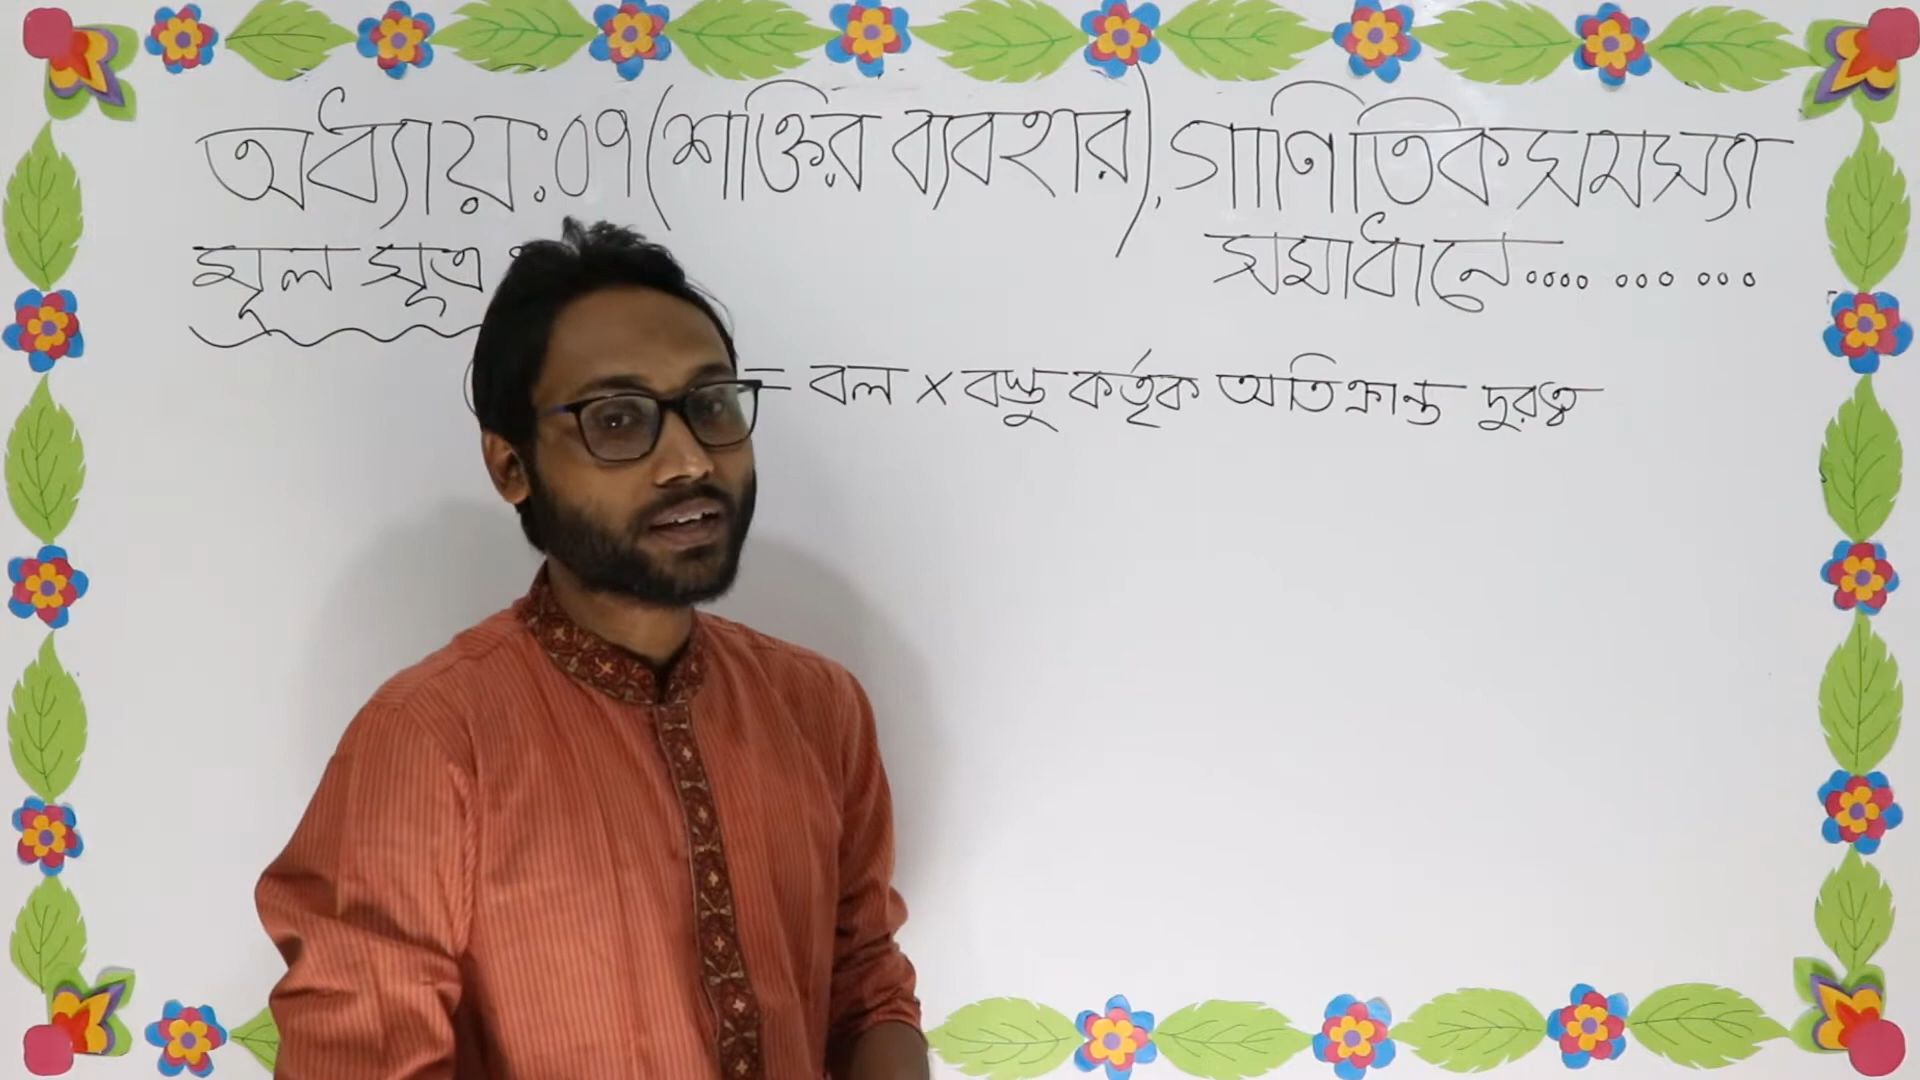 অধ্যায়: ০৭ (শক্তির ব্যবহার), গাণিতিক সমস্যা
সমাধানে.... ... ...
মূল সূত্র
= বল × বস্তু কর্তৃক অতিক্রান্ত দুরত্ব